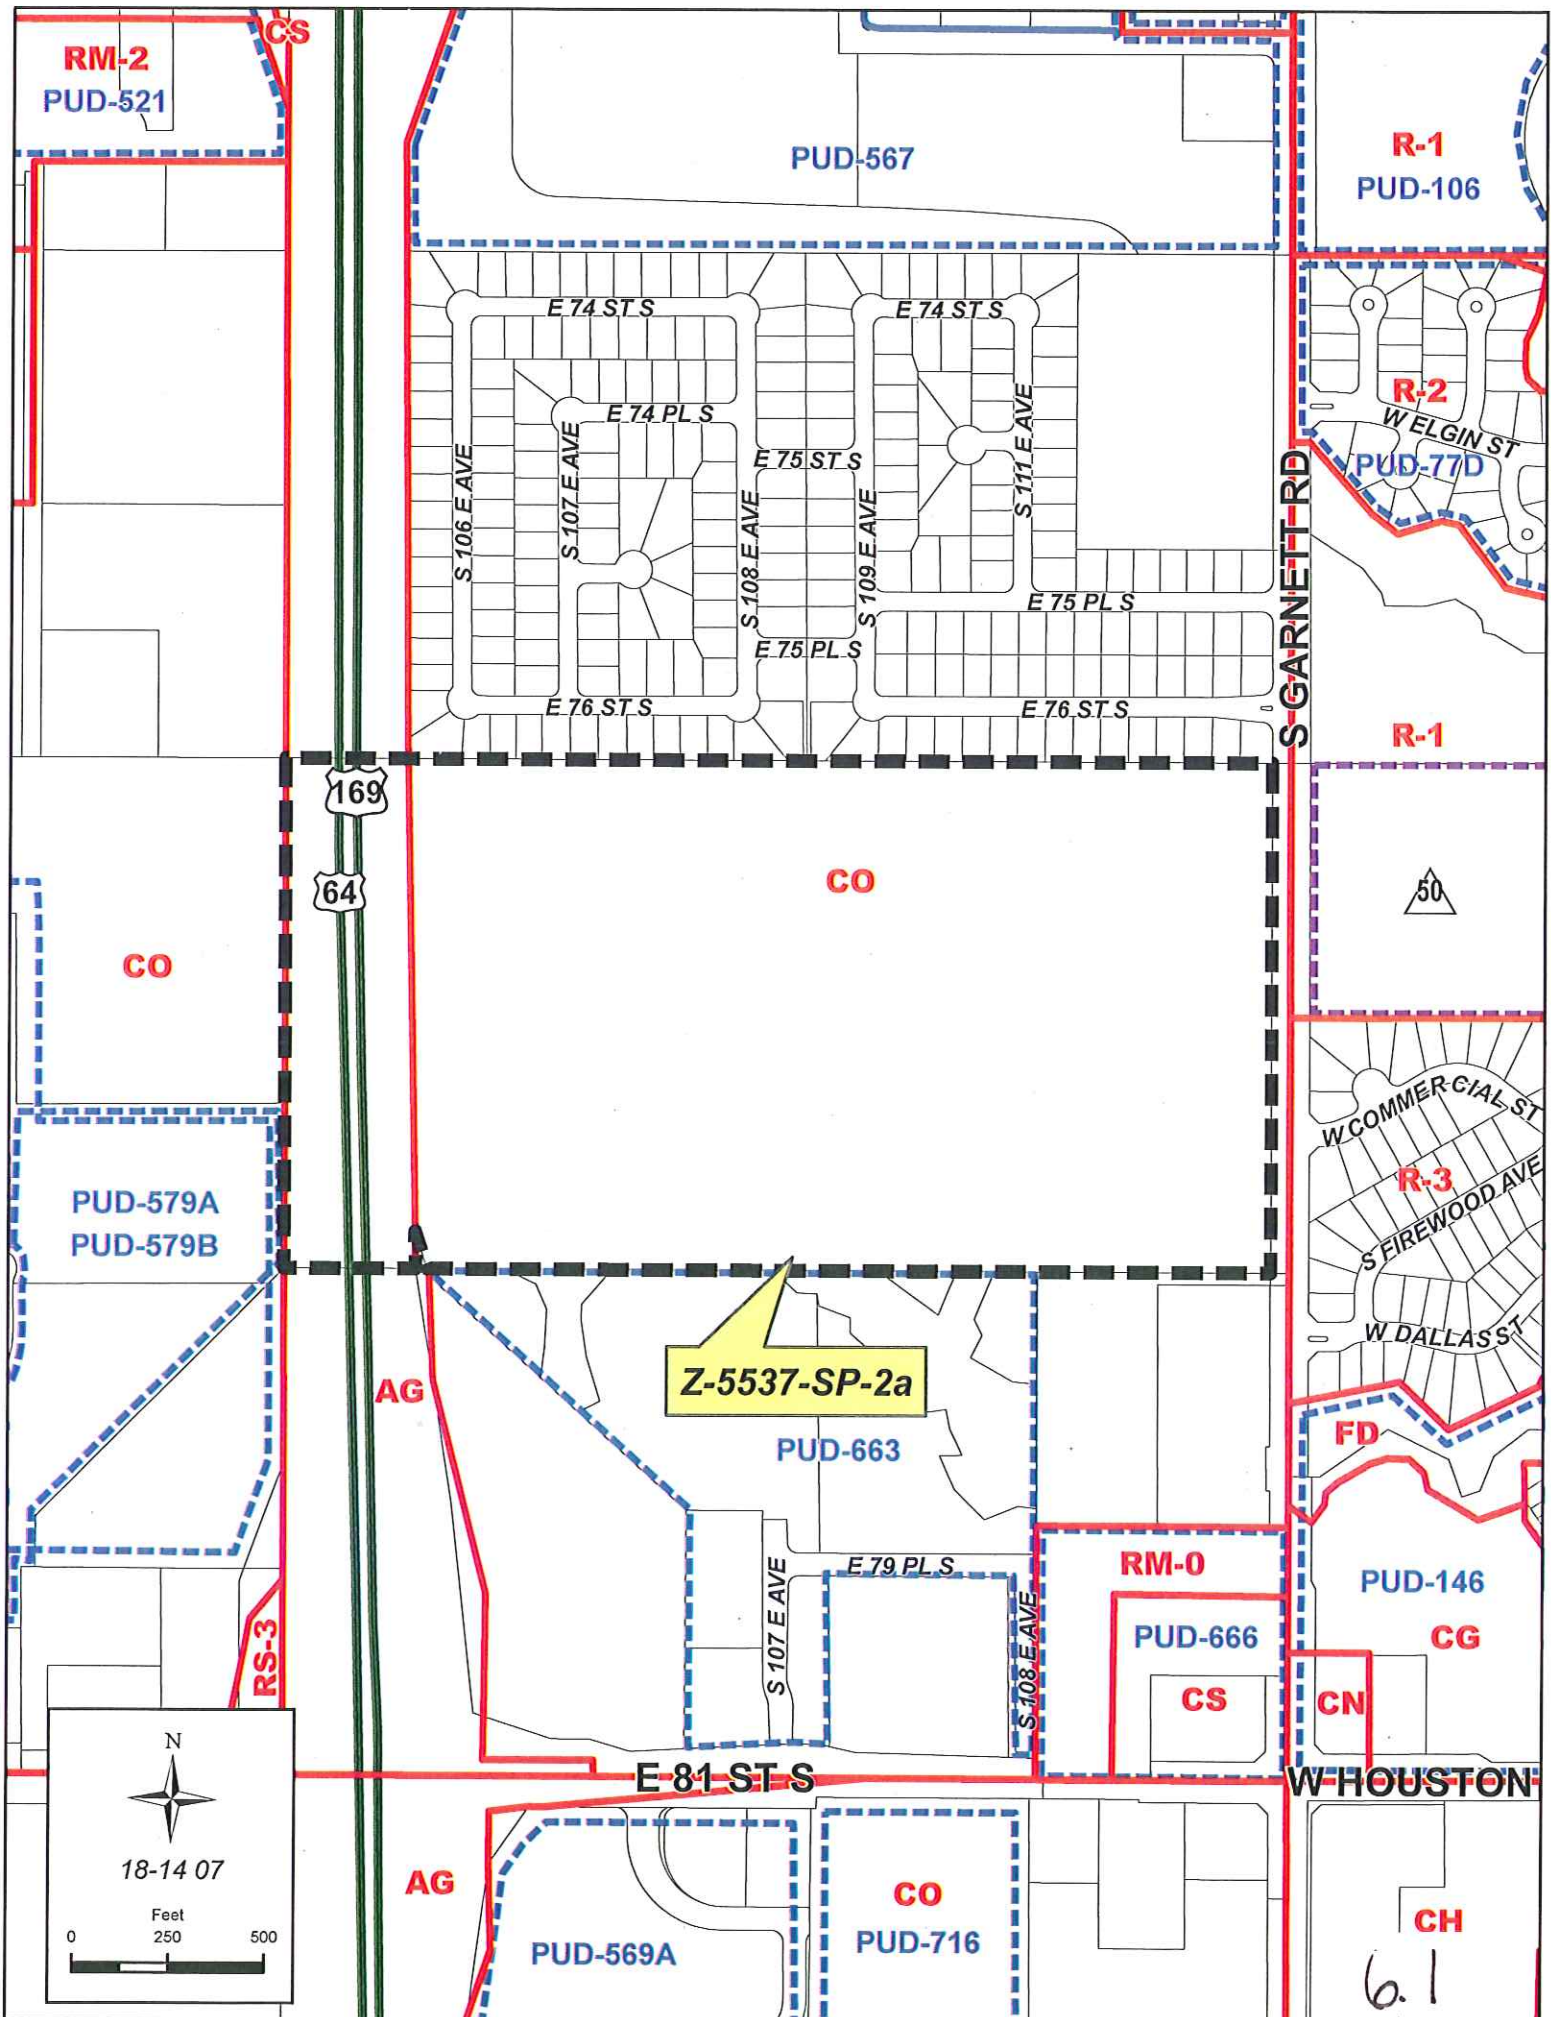 CS
RM-2
PUD-521
PUD-567
R-1
PUD-106
E 74 ST S
E 74 ST S
R-2
W ELGIN ST
PUD-77D
E 74 PL S
S 106 E AVE
S 107 E AVE
E 75 ST S
S 108 E AVE
S 109 E AVE
S 111 E AVE
S GARNETT RD
E 75 PL S
E 75 PL S
E 76 ST S
E 76 ST S
R-1
169
64
CO
50
CO
W COMMERCIAL ST
R-3
S FIREWOOD AVE
PUD-579A
PUD-579B
W DALLAS ST
Z-5537-SP-2a
AG
PUD-663
FD
E 79 PL S
RM-0
PUD-146
S 107 E AVE
S 108 E AVE
PUD-666
CG
RS-3
CS
CN
E 81 ST S
W HOUSTON
N
18-14 07
Feet
0 250 500
AG
CO
PUD-716
PUD-569A
CH
6.1